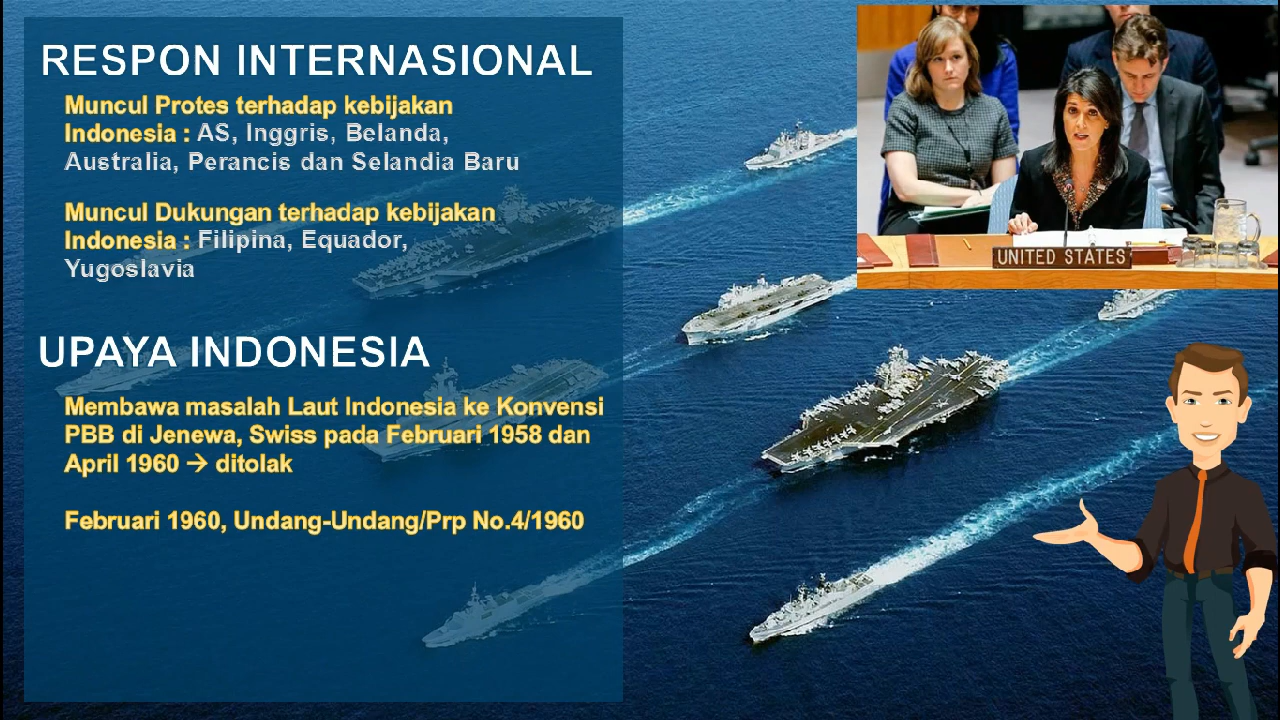 RESPON INTERNASIONAL
Muncul Protes terhadap kebijakan
Indonesia : AS, Inggris, Belanda,
Australia, Perancis dan Selandia Baru
Muncul Dukungan terhadap kebijakan
Indonesia : Filipina, Equador,
Yugoslavia
UPAYA INDONESIA
Membawa masalah Laut Indonesia ke Konvensi
PBB di Jenewa, Swiss pada Februari 1958 dan
April 1960 → ditolak
Februari 1960, Undang-Undang/Prp No.4/1960
UNITED STATES